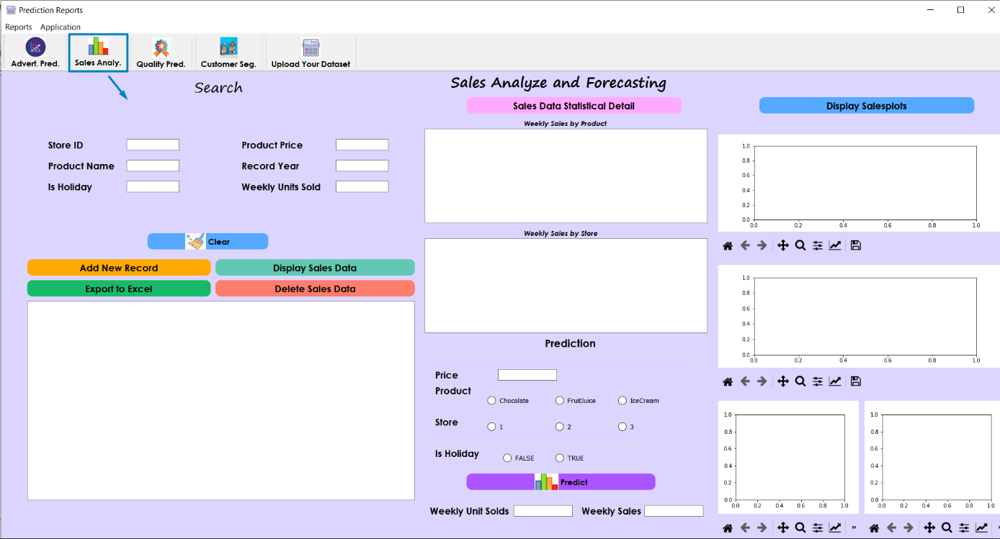 Prediction Reports
Reports Application
Advert. Pred. Sales Analy. Quality Pred. Customer Seg. Upload Your Dataset
Search
Sales Analyze and Forecasting
Sales Data Statistical Detail
Display Salesplots
Weekly Sales by Product
Store ID Product Price
Product Name Record Year
Is Holiday Weekly Units Sold
Clear
Add New Record Display Sales Data
Export to Excel Delete Sales Data
Weekly Sales by Store
Prediction
Price
Product
Chocolate FruitJuice IceCream
Store
1 2 3
Is Holiday
FALSE TRUE
Predict
Weekly Unit Solds Weekly Sales
1.0
0.8
0.6
0.4
0.2
0.0
0.0 0.2 0.4 0.6 0.8 1.0
1.0
0.8
0.6
0.4
0.2
0.0
0.0 0.2 0.4 0.6 0.8 1.0
1.0
0.8
0.6
0.4
0.2
0.0
0.0 0.2 0.4 0.6 0.8 1.0
»
1.0
0.8
0.6
0.4
0.2
0.0
0.0 0.2 0.4 0.6 0.8 1.0